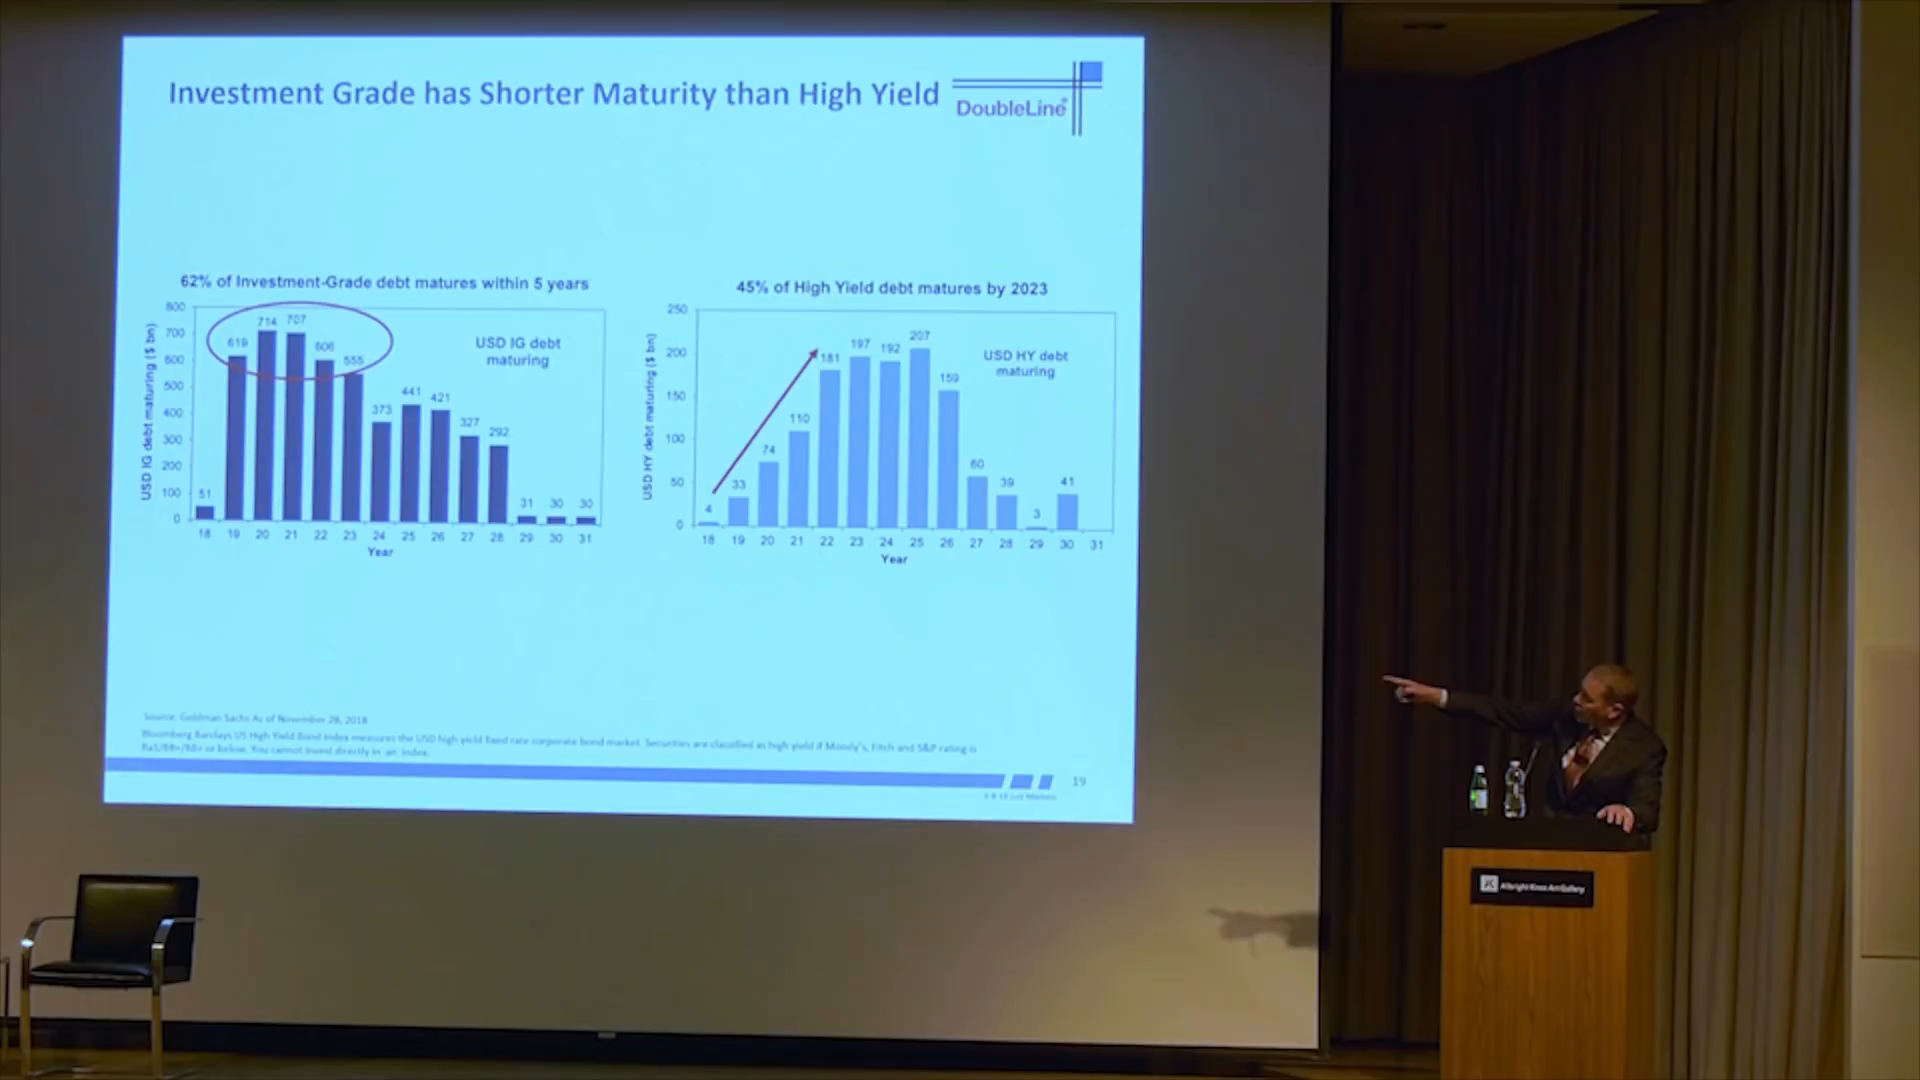 Investment Grade has Shorter Maturity than High Yield
DoubleLine®
62% of Investment-Grade debt matures within 5 years
USD IG debt maturing ($ bn)
800
700
600
500
400
300
200
100
0
51
619
714
707
606
555
373
441
421
327
292
31
30
30
USD IG debt
maturing
18 19 20 21 22 23 24 25 26 27 28 29 30 31
Year
45% of High Yield debt matures by 2023
USD HY debt maturing ($ bn)
250
200
150
100
50
0
4
33
74
110
181
197
192
207
159
60
39
3
41
USD HY debt
maturing
18 19 20 21 22 23 24 25 26 27 28 29 30 31
Year
Source: Goldman Sachs As of November 28, 2018
Bloomberg Barclays US High Yield Bond Index measures the USD high yield fixed rate corporate bond market. Securities are classified as high yield if Moody's, Fitch and S&P rating is
Ba1/BB+/BB+ or below. You cannot invest directly in an index.
19
Albright-Knox Art Gallery